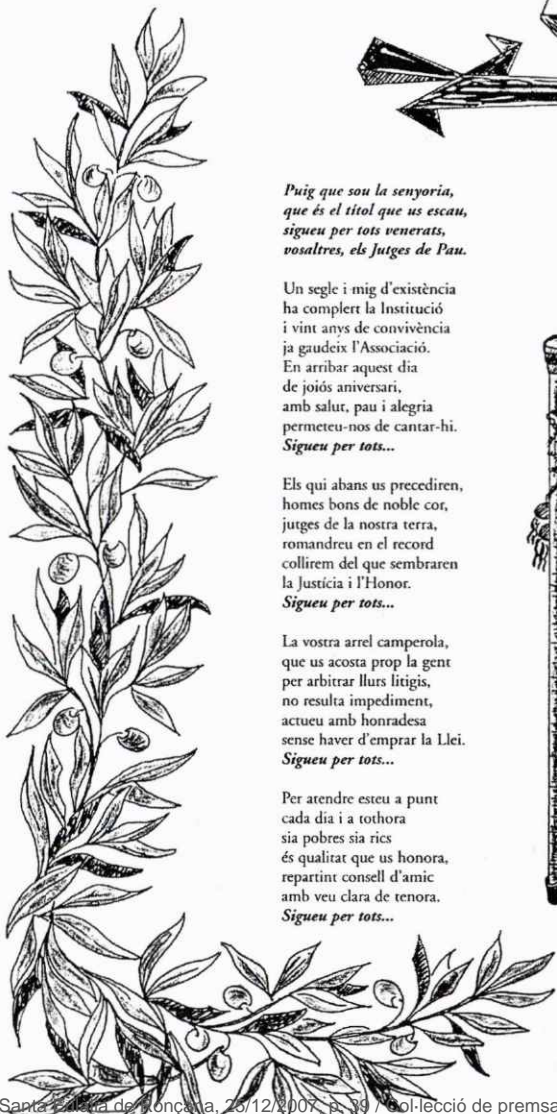 Puig que sou la senyoria,
que és el títol que us escau,
sigueu per tots venerats,
vosaltres, els Jutges de Pau.
Un segle i mig d'existència
ha complert la Institució
i vint anys de convivència
ja gaudeix l'Associació.
En arribar aquest dia
de joiós aniversari,
amb salut, pau i alegria
permeteu-nos de cantar-hi.
Sigueu per tots...
Els qui abans us precediren,
homes bons de noble cor,
jutges de la nostra terra,
romandreu en el record
collirem del que sembraren
la Justícia i l'Honor.
Sigueu per tots...
La vostra arrel camperola,
que us acosta prop la gent
per arbitrar llurs litigis,
no resulta impediment,
actueu amb honradesa
sense haver d'emprar la Llei.
Sigueu per tots...
Per atendre esteu a punt
cada dia i a tothora
sia pobres sia rics
és qualitat que us honora,
repartint consell d'amic
amb veu clara de tenora.
Sigueu per tots...
Santa Eulàlia de Ronçana, 25/12/2007, p. 39 / Col·lecció de premsa